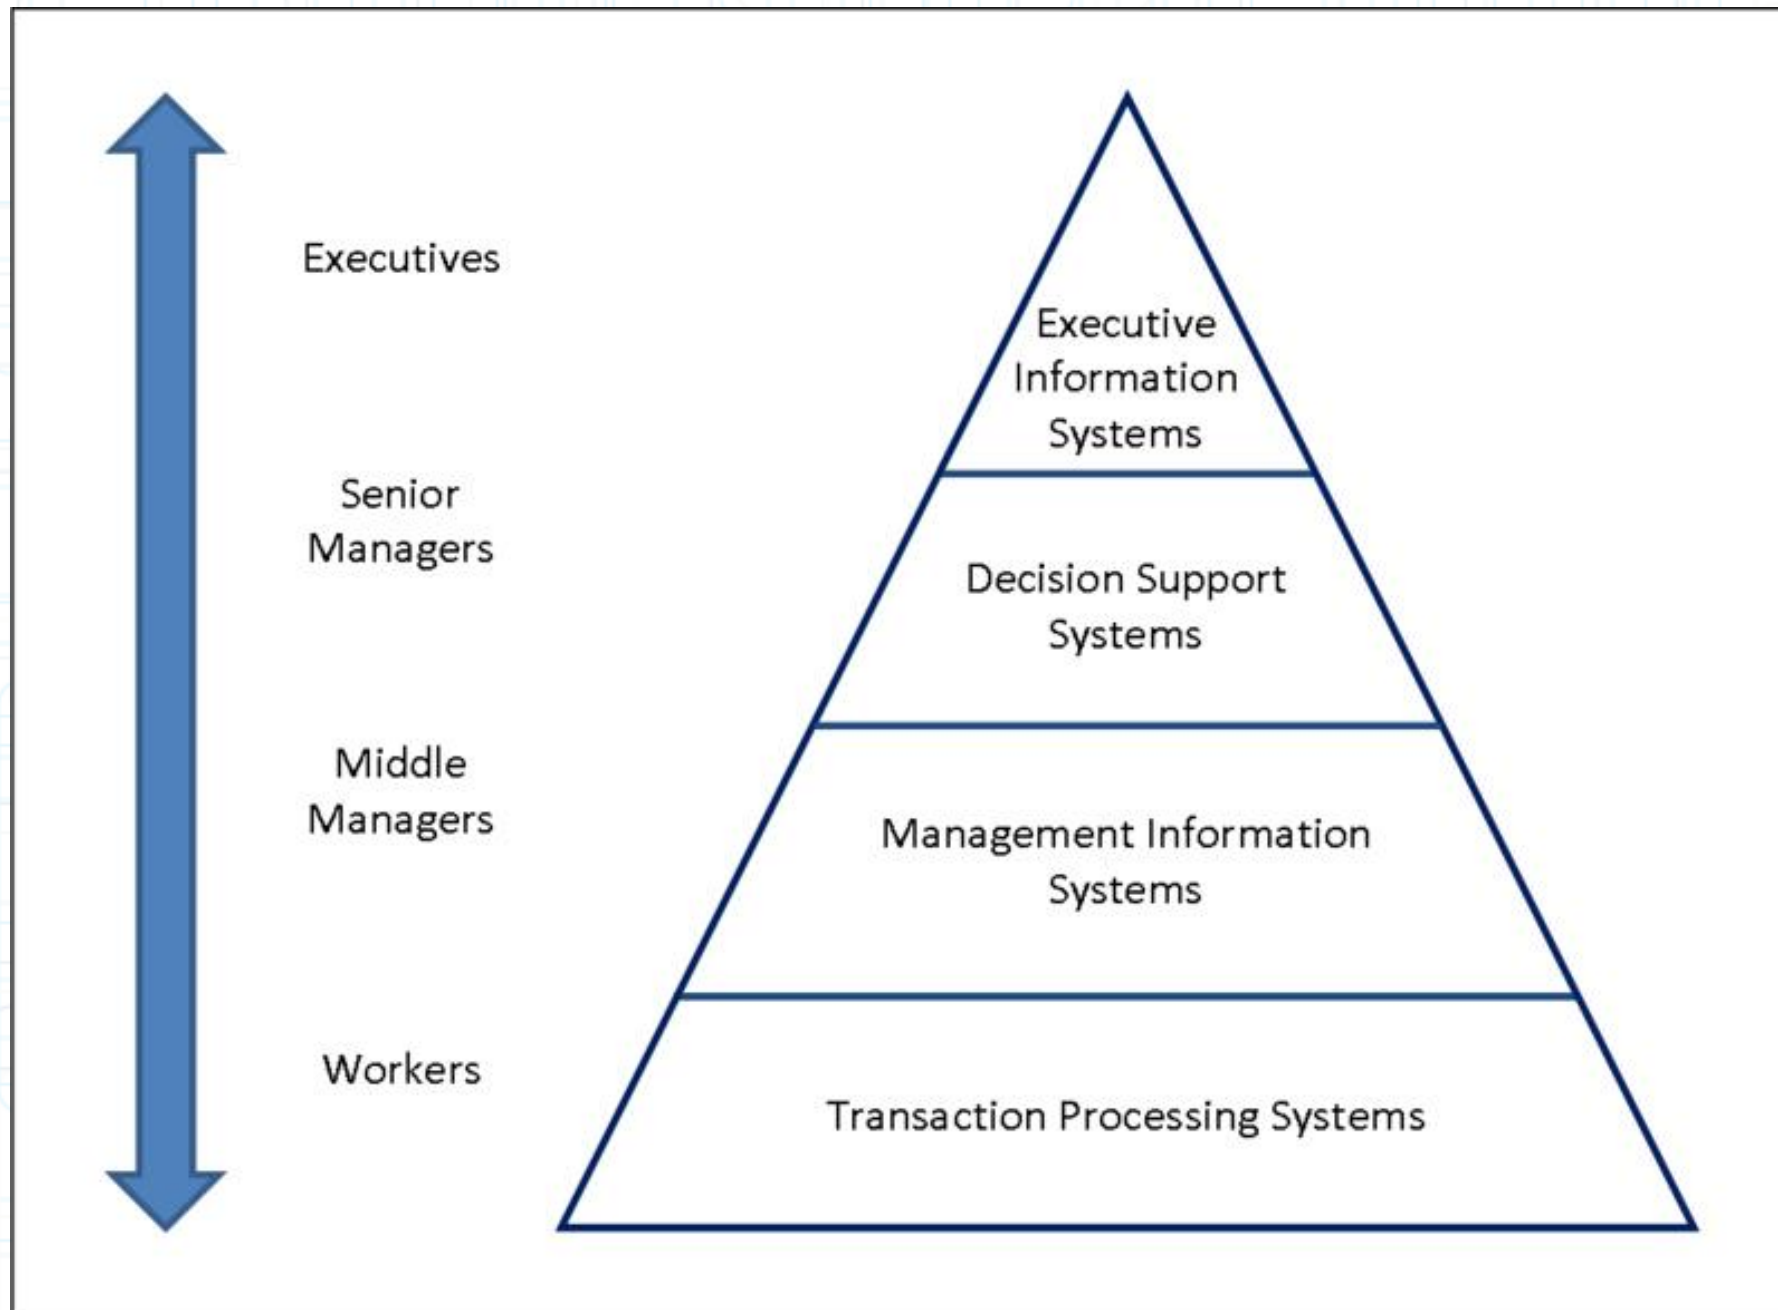 Executives
Executive
Information
Systems
Senior
Managers
Decision Support
Systems
Middle
Managers
Management Information
Systems
Workers
Transaction Processing Systems